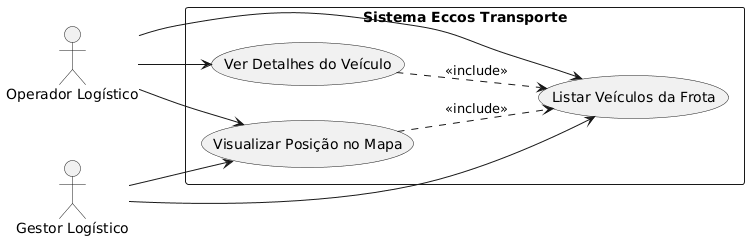 Sistema Eccos Transporte
Ver Detalhes do Veículo
«include»
Operador Logístico
Listar Veículos da Frota
«include»
Visualizar Posição no Mapa
Gestor Logístico